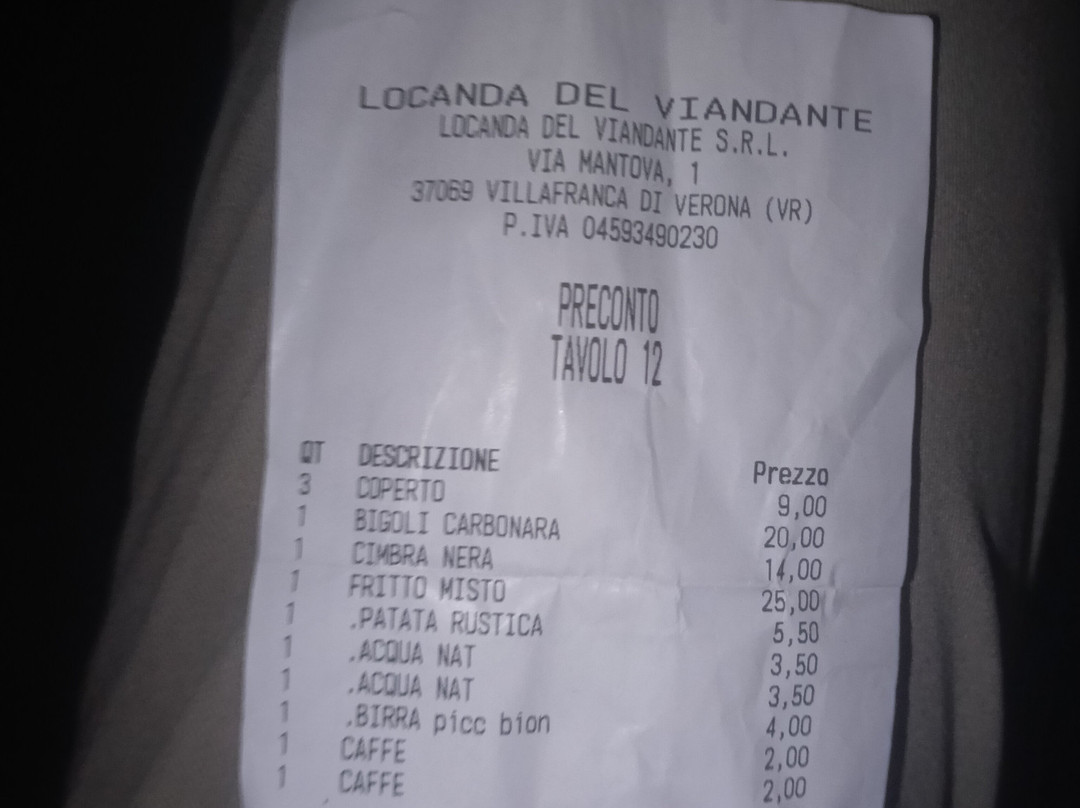 LOCANDA DEL VIANDANTE
LOCANDA DEL VIANDANTE S.R.L.
VIA MANTOVA, 1
37069 VILLAFRANCA DI VERONA (VR)
P.IVA 04593490230
PRECONTO
TAVOLO 12
QT DESCRIZIONE Prezzo
3 COPERTO 9,00
1 BIGOLI CARBONARA 20,00
1 CIMBRA NERA 14,00
1 FRITTO MISTO 25,00
1 .PATATA RUSTICA 5,50
1 .ACQUA NAT 3,50
1 .ACQUA NAT 3,50
1 .BIRRA picc bion 4,00
1 CAFFE 2,00
1 CAFFE 2,00